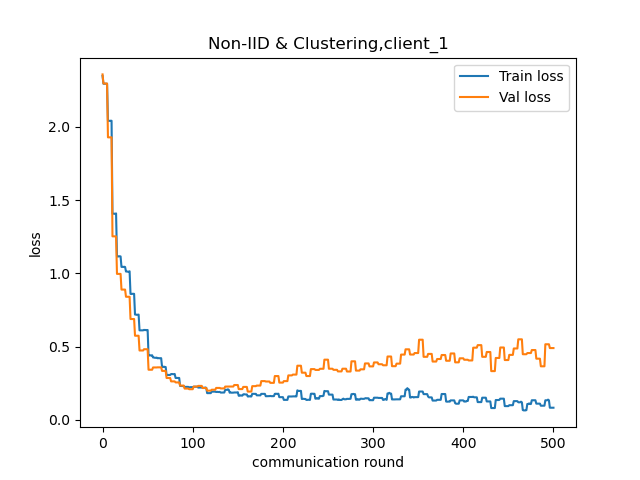 Non-IID & Clustering,client_1
Train loss
Val loss
2.0
1.5
1.0
0.5
0.0
loss
0 100 200 300 400 500
communication round